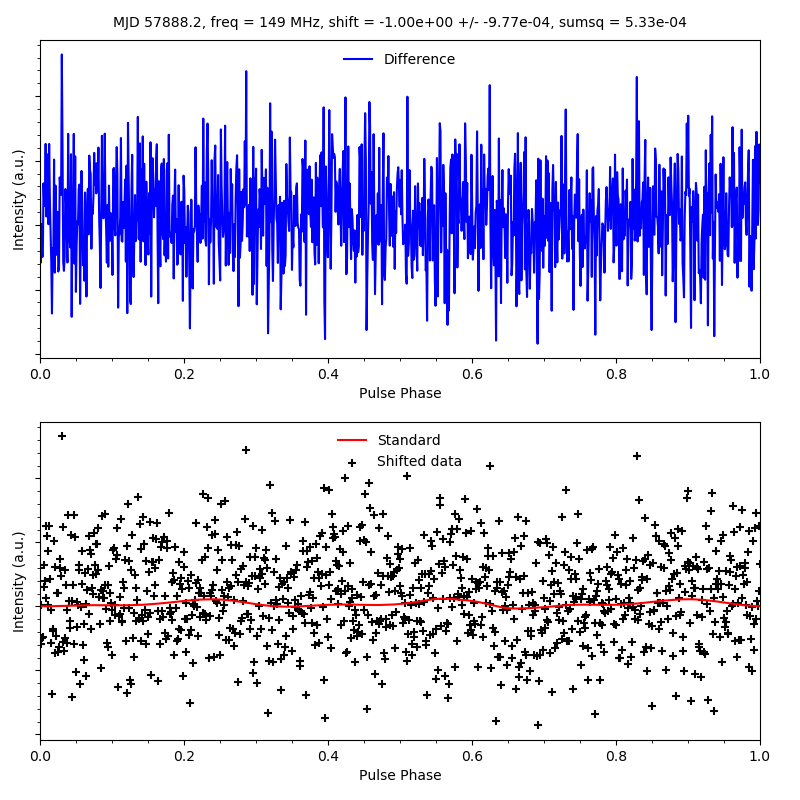 MJD 57888.2, freq = 149 MHz, shift = -1.00e+00 +/- -9.77e-04, sumsq = 5.33e-04
Difference
Intensity (a.u.)
0.0 0.2 0.4 0.6 0.8 1.0
Pulse Phase
Standard
Shifted data
Intensity (a.u.)
0.0 0.2 0.4 0.6 0.8 1.0
Pulse Phase